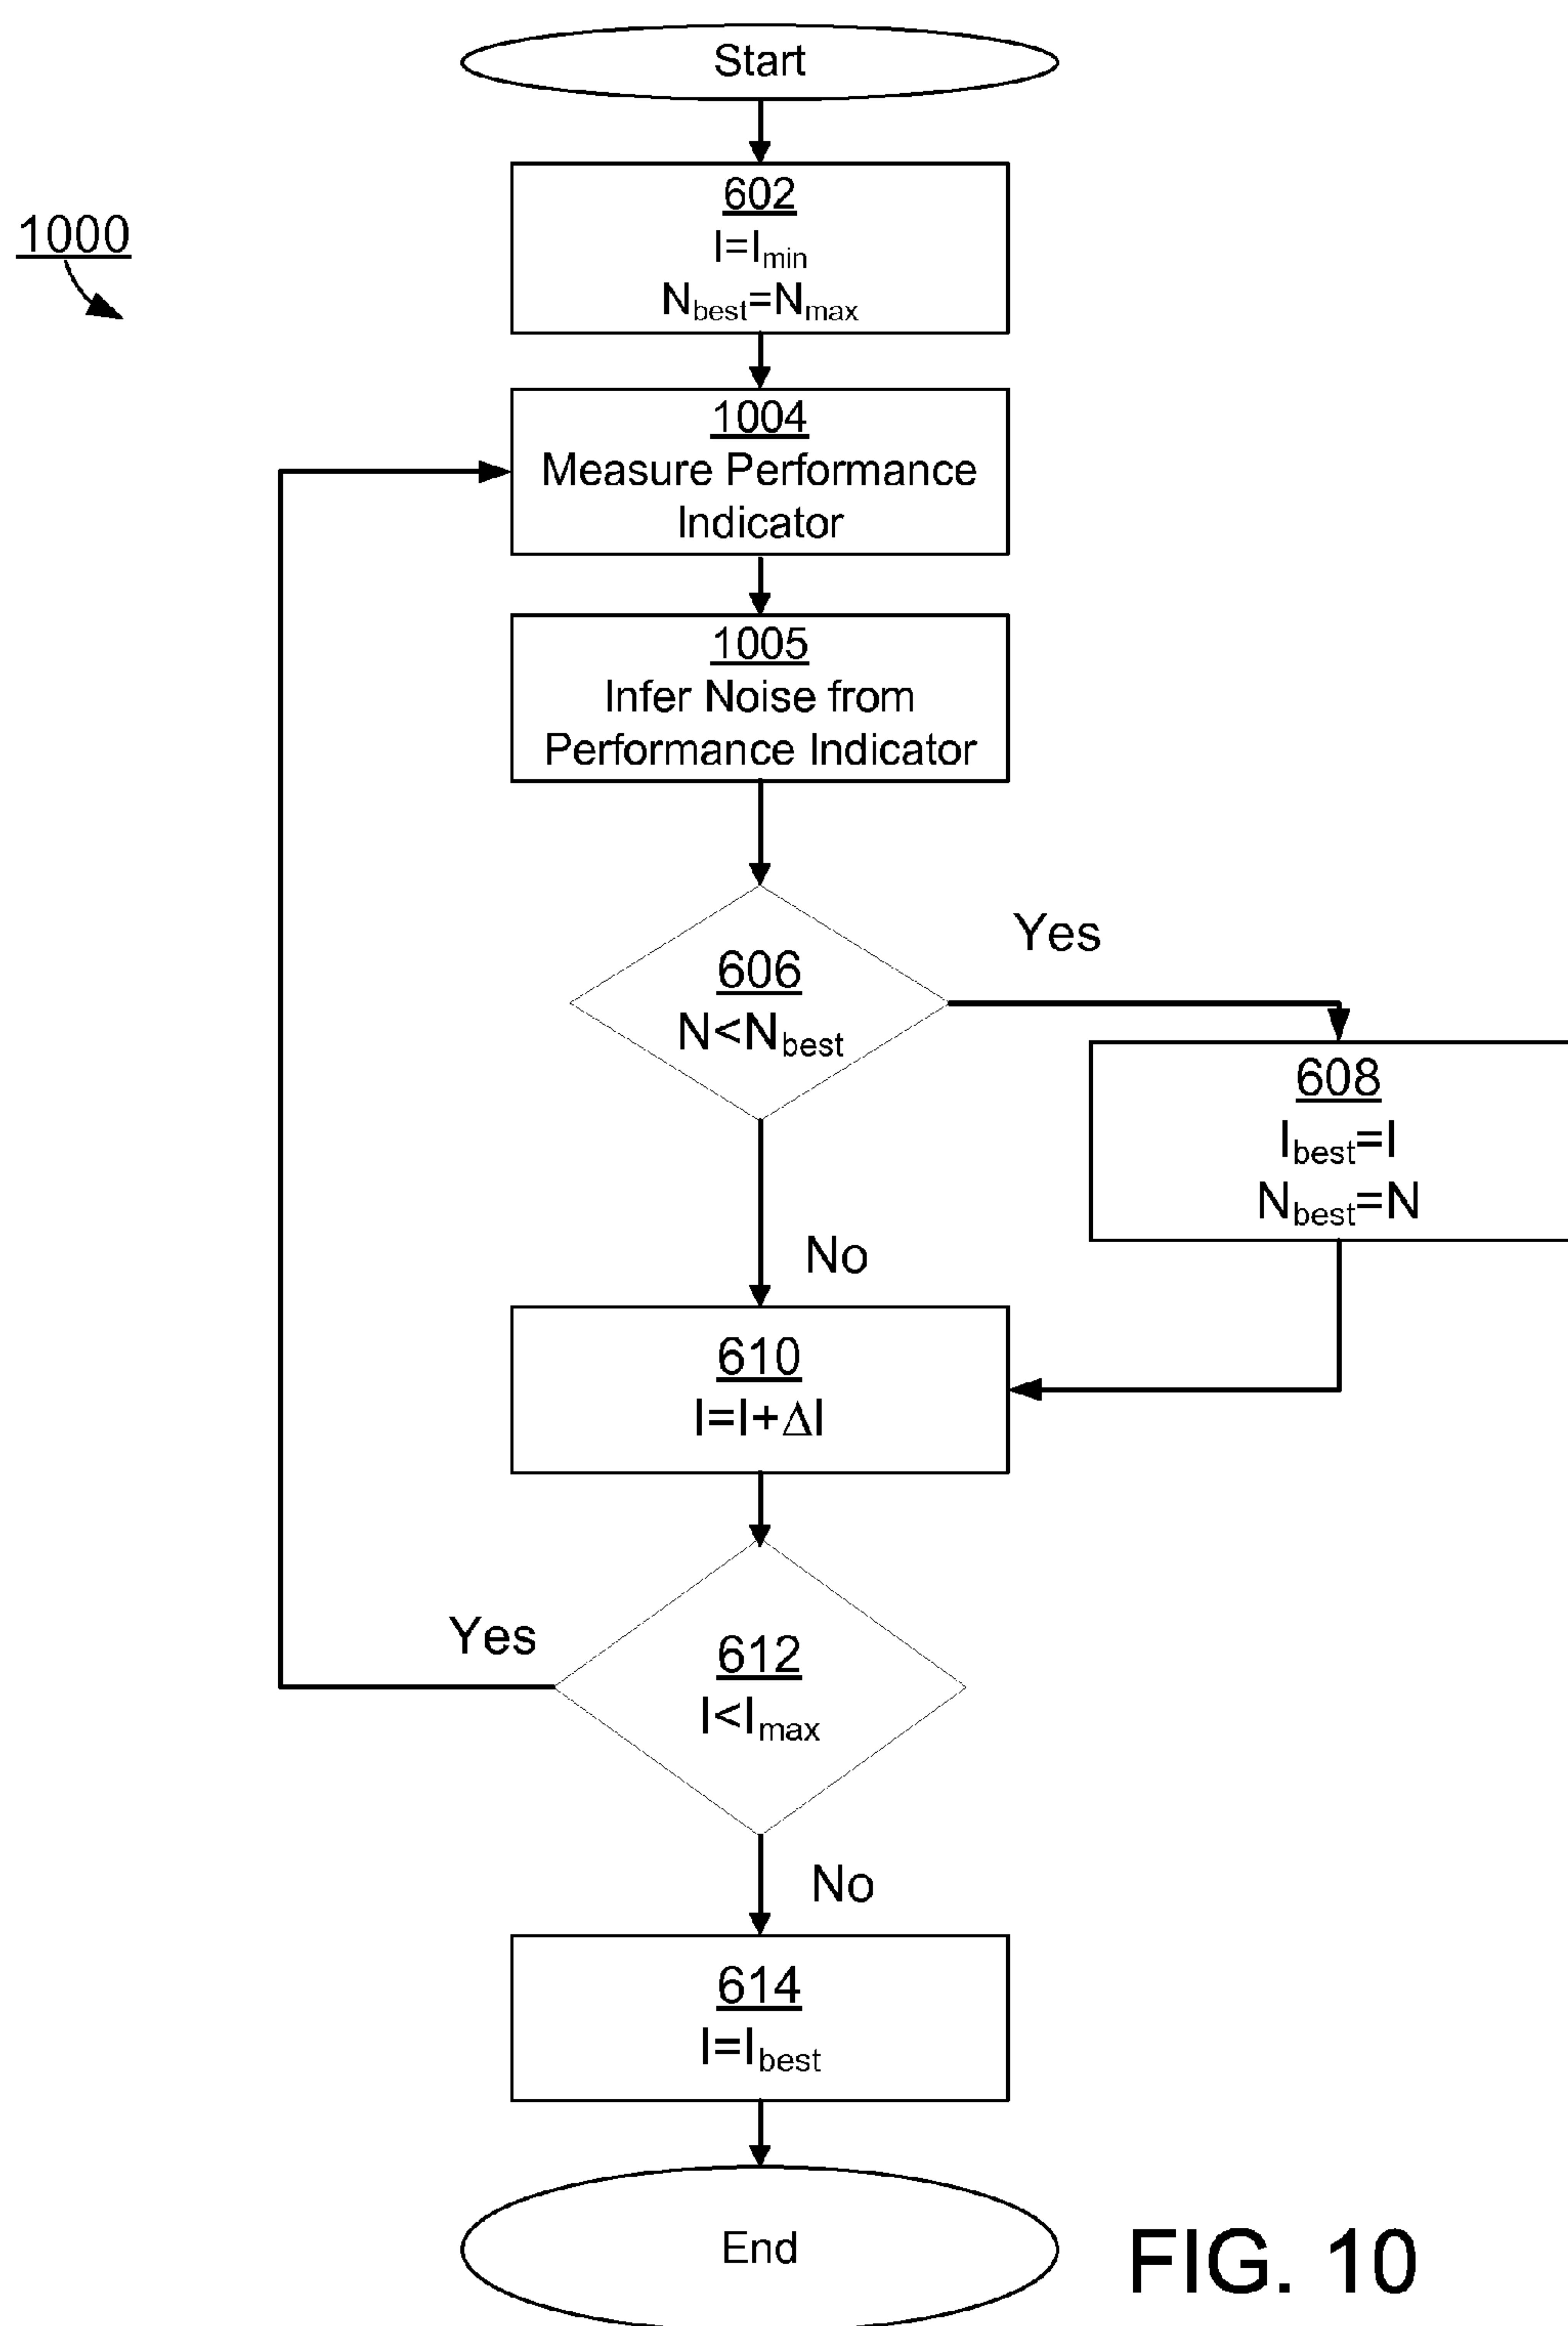 Start
1000
602
I=Imin
Nbest=Nmax
1004
Measure Performance
Indicator
1005
Infer Noise from
Performance Indicator
606
N<Nbest
Yes
608
Ibest=I
Nbest=N
No
610
I=I+ΔI
Yes
612
I<Imax
No
614
I=Ibest
End
FIG. 10